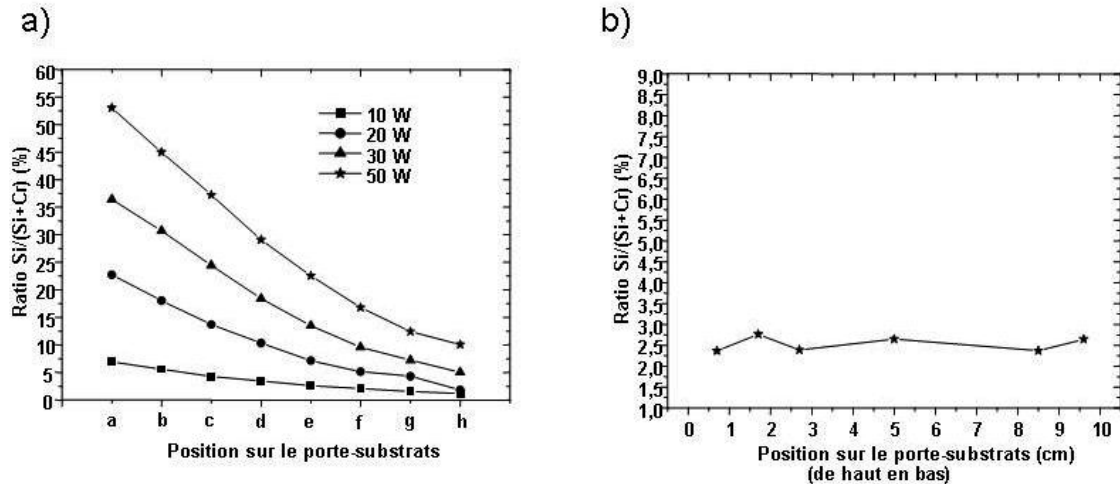 a)
60
55
50
45
40
35
30
25
20
15
10
5
0
Ratio Si/(Si+Cr) (%)
10 W
20 W
30 W
50 W
a b c d e f g h
Position sur le porte-substrats
b)
9,0
8,5
8,0
7,5
7,0
6,5
6,0
5,5
5,0
4,5
4,0
3,5
3,0
2,5
2,0
1,5
1,0
Ratio Si/(Si+Cr) (%)
0 1 2 3 4 5 6 7 8 9 10
Position sur le porte-substrats (cm)
(de haut en bas)